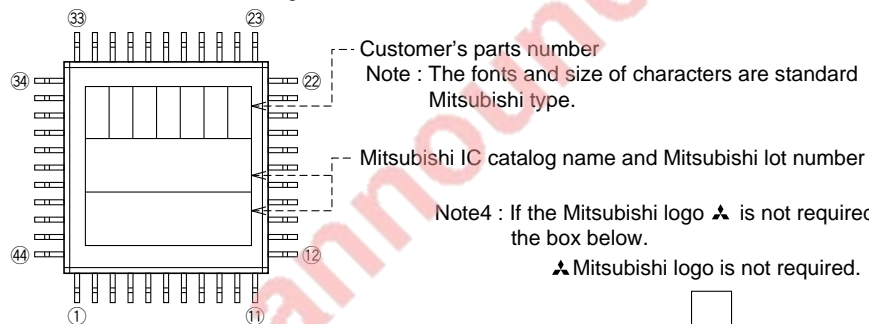 ㉝ ㉓
Customer's parts number
Note : The fonts and size of characters are standard
Mitsubishi type.
㉞ ㉒
Mitsubishi IC catalog name and Mitsubishi lot number
Note4 : If the Mitsubishi logo is not required
the box below.
Mitsubishi logo is not required.
㊹ ⑫
① ⑪